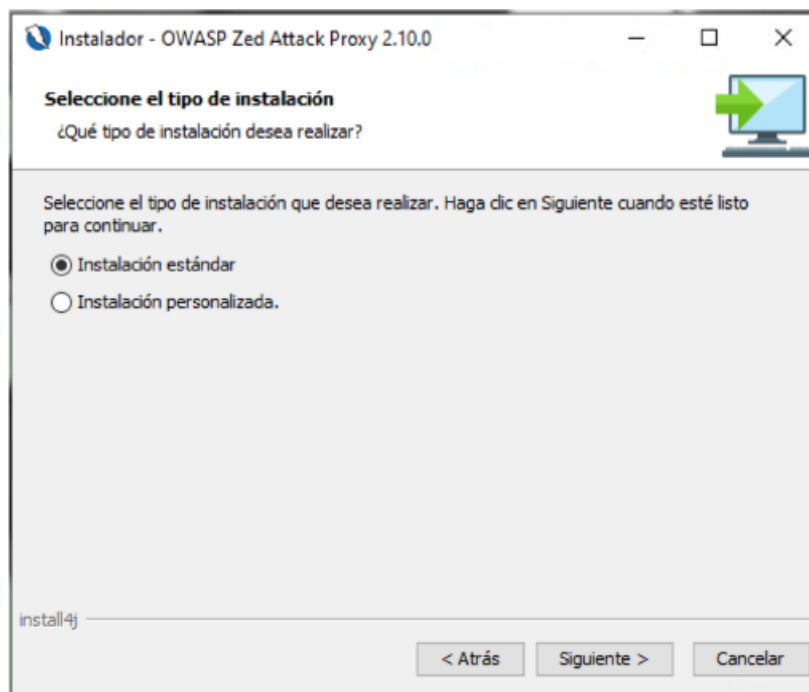 Instalador - OWASP Zed Attack Proxy 2.10.0
Seleccione el tipo de instalación
¿Qué tipo de instalación desea realizar?
Seleccione el tipo de instalación que desea realizar. Haga clic en Siguiente cuando esté listo
para continuar.
Instalación estándar
Instalación personalizada.
install4j
< Atrás
Siguiente >
Cancelar